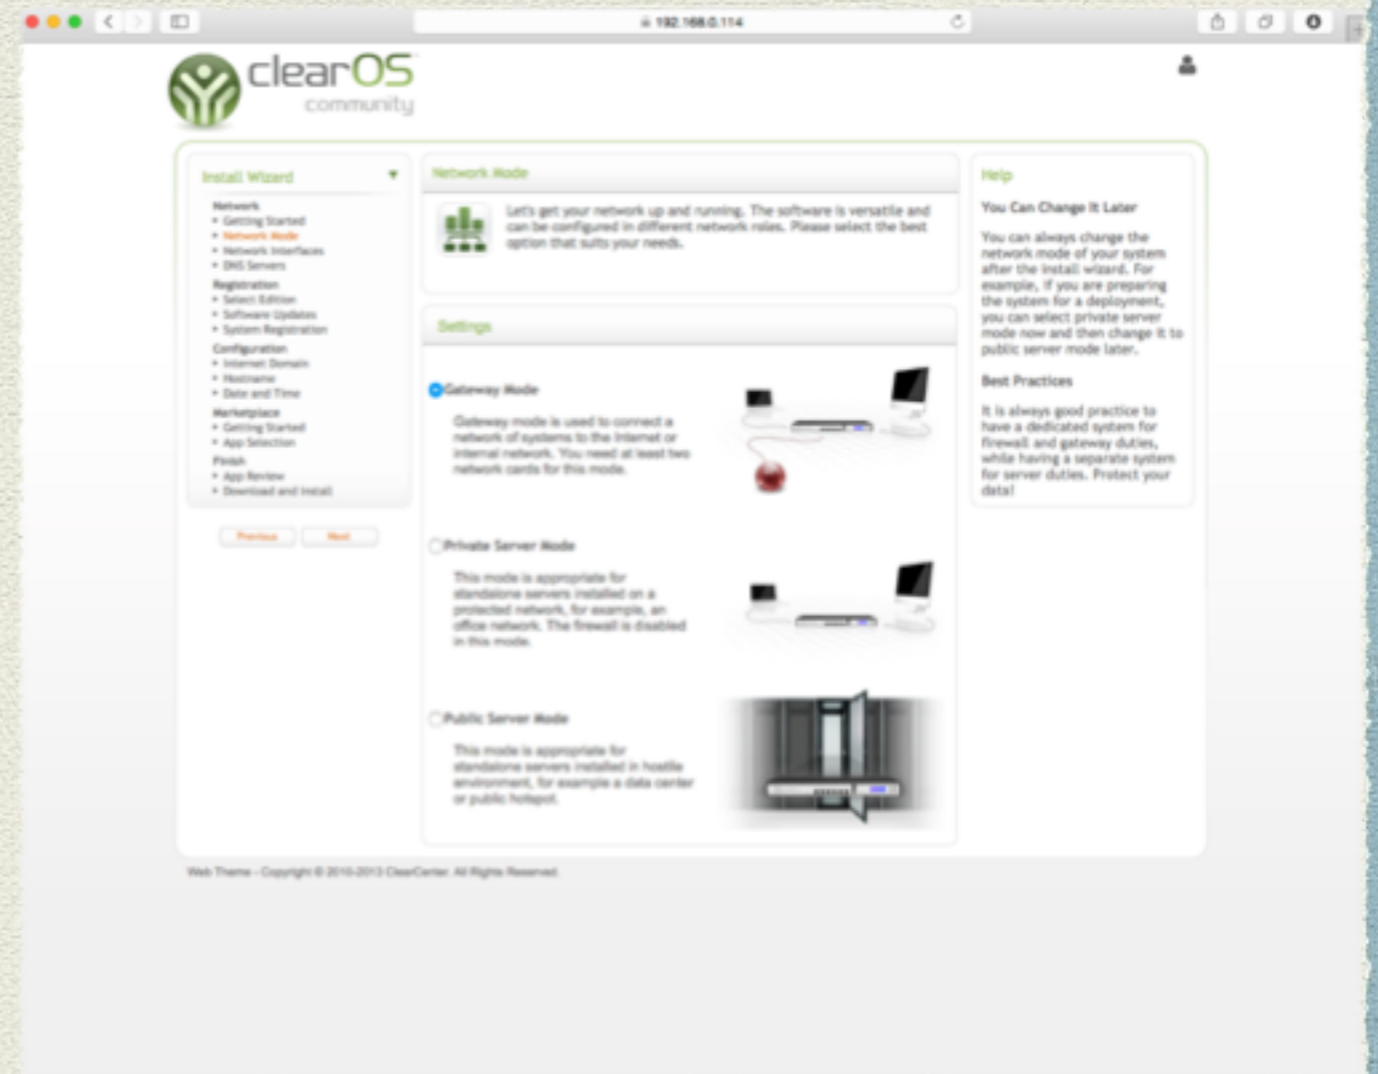 192.168.0.114
clearOS
community
Install Wizard
Network
Getting Started
Network Mode
Network Interfaces
DNS Servers
Registration
Select Edition
Software Updates
System Registration
Configuration
Internet Domain
Hostname
Date and Time
Marketplace
Getting Started
App Selection
Finish
App Review
Download and Install
Previous Next
Network Mode
Let's get your network up and running. The software is versatile and
can be configured in different network roles. Please select the best
option that suits your needs.
Settings
Gateway Mode
Gateway mode is used to connect a
network of systems to the Internet or
internal network. You need at least two
network cards for this mode.
Private Server Mode
This mode is appropriate for
standalone servers installed on a
protected network, for example, an
office network. The firewall is disabled
in this mode.
Public Server Mode
This mode is appropriate for
standalone servers installed in hostile
environment, for example a data center
or public hotspot.
Help
You Can Change It Later
You can always change the
network mode of your system
after the install wizard. For
example, if you are preparing
the system for a deployment,
you can select private server
mode now and then change it to
public server mode later.
Best Practices
It is always good practice to
have a dedicated system for
firewall and gateway duties,
while having a separate system
for server duties. Protect your
data!
Web Theme - Copyright © 2010-2013 ClearCenter. All Rights Reserved.